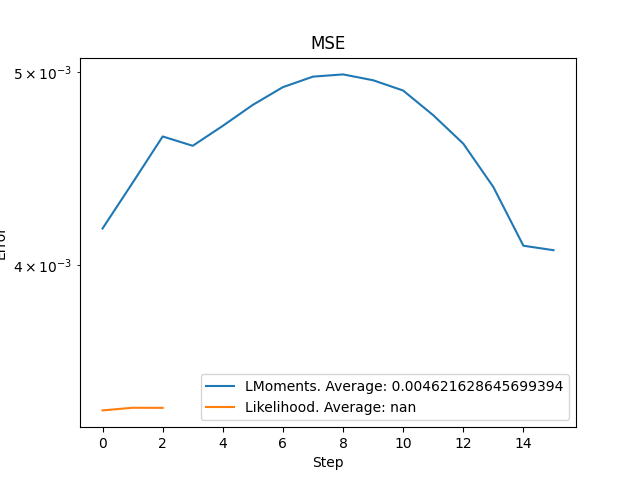 MSE
5 × 10⁻³
4 × 10⁻³
Error
LMoments. Average: 0.004621628645699394
Likelihood. Average: nan
0 2 4 6 8 10 12 14
Step